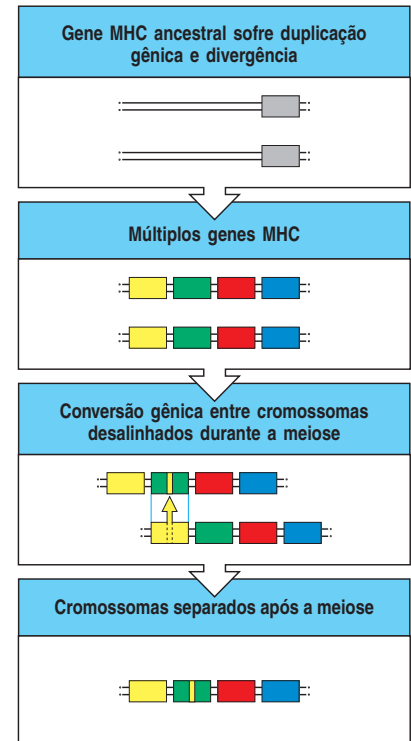 Gene MHC ancestral sofre duplicação
gênica e divergência
Múltiplos genes MHC
Conversão gênica entre cromossomas
desalinhados durante a meiose
Cromossomas separados após a meiose